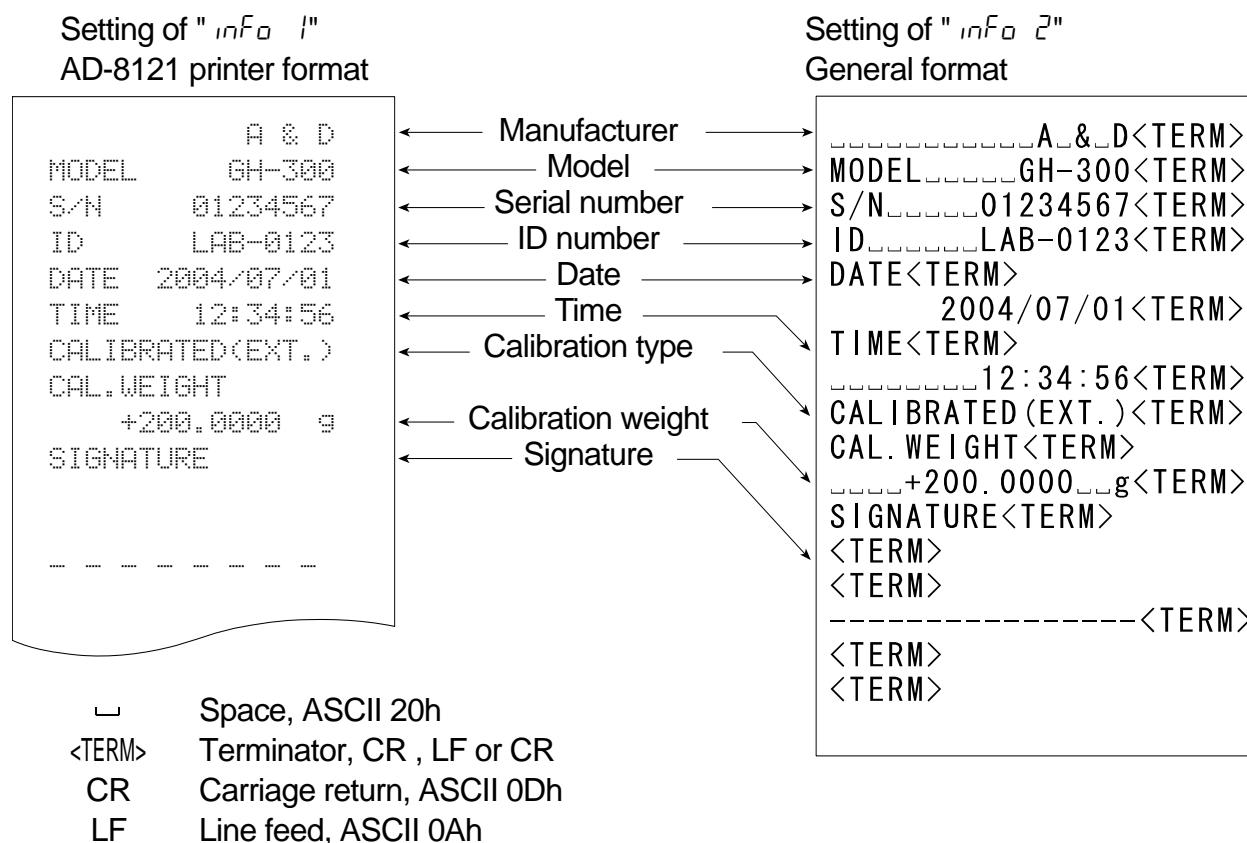 Setting of " info 1"
AD-8121 printer format
A & D
MODEL GH-300
S/N 01234567
ID LAB-0123
DATE 2004/07/01
TIME 12:34:56
CALIBRATED(EXT.)
CAL.WEIGHT
+200.0000 g
SIGNATURE
_ _ _ _ _ _ _ _
Manufacturer
Model
Serial number
ID number
Date
Time
Calibration type
Calibration weight
Signature
Setting of " info 2"
General format
␣␣␣␣␣␣␣␣␣␣␣A␣&␣D<TERM>
MODEL␣␣␣␣␣GH-300<TERM>
S/N␣␣␣␣␣01234567<TERM>
ID␣␣␣␣␣␣LAB-0123<TERM>
DATE<TERM>
2004/07/01<TERM>
TIME<TERM>
␣␣␣␣␣␣␣␣12:34:56<TERM>
CALIBRATED(EXT.)<TERM>
CAL.WEIGHT<TERM>
␣␣␣␣+200.0000␣␣g<TERM>
SIGNATURE<TERM>
<TERM>
<TERM>
----------------<TERM>
<TERM>
<TERM>
␣ Space, ASCII 20h
<TERM> Terminator, CR , LF or CR
CR Carriage return, ASCII 0Dh
LF Line feed, ASCII 0Ah